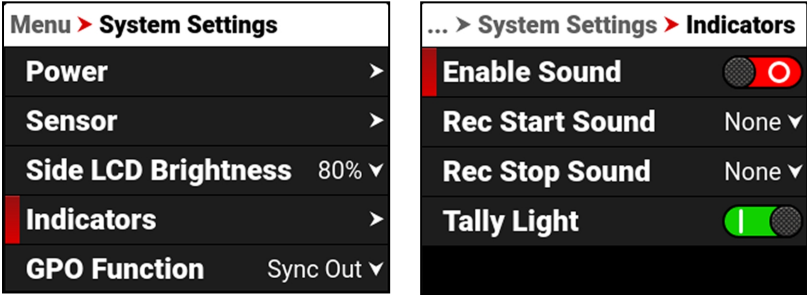 Menu ➤ System Settings
Power ➤
Sensor ➤
Side LCD Brightness 80%
Indicators ➤
GPO Function Sync Out
... ➤ System Settings ➤ Indicators
Enable Sound
Rec Start Sound None
Rec Stop Sound None
Tally Light